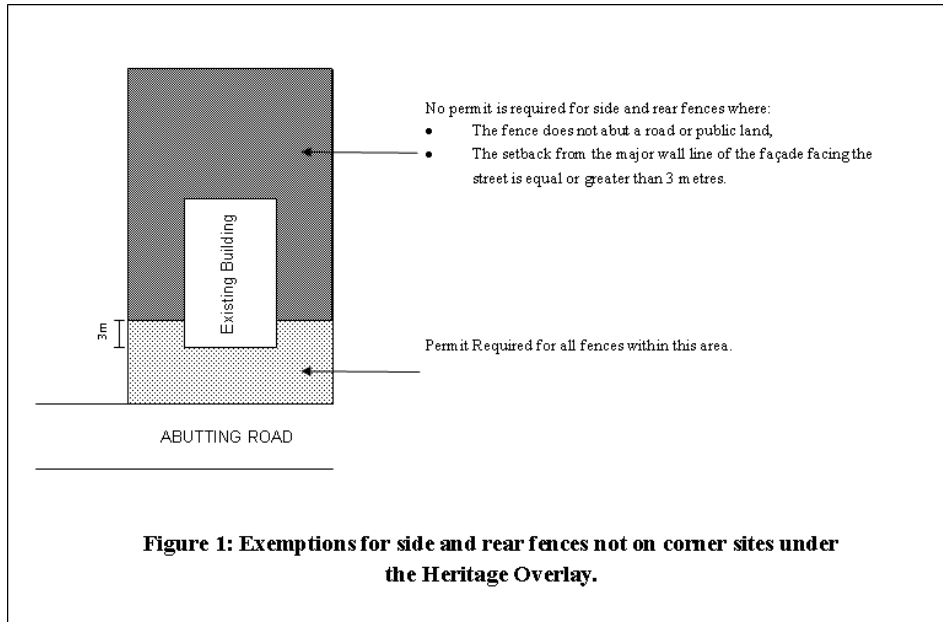 No permit is required for side and rear fences where:
• The fence does not abut a road or public land,
• The setback from the major wall line of the façade facing the
street is equal or greater than 3 metres.
Existing Building
3m
Permit Required for all fences within this area.
ABUTTING ROAD
Figure 1: Exemptions for side and rear fences not on corner sites under
the Heritage Overlay.